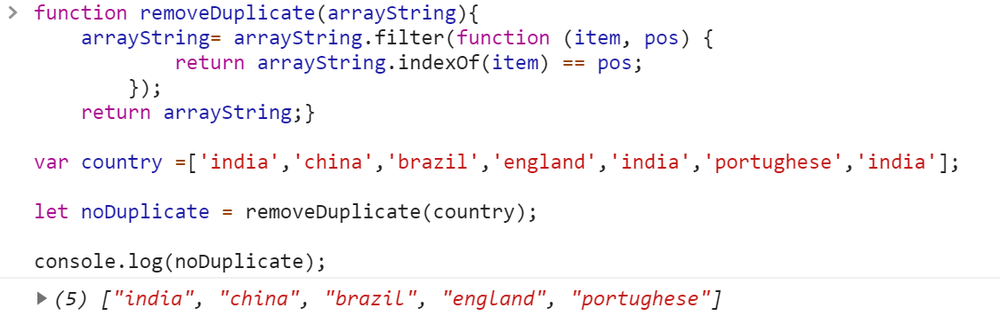 function removeDuplicate(arrayString){
arrayString= arrayString.filter(function (item, pos) {
return arrayString.indexOf(item) == pos;
});
return arrayString;}
var country =['india','china','brazil','england','india','portughese','india'];
let noDuplicate = removeDuplicate(country);
console.log(noDuplicate);
(5) ["india", "china", "brazil", "england", "portughese"]